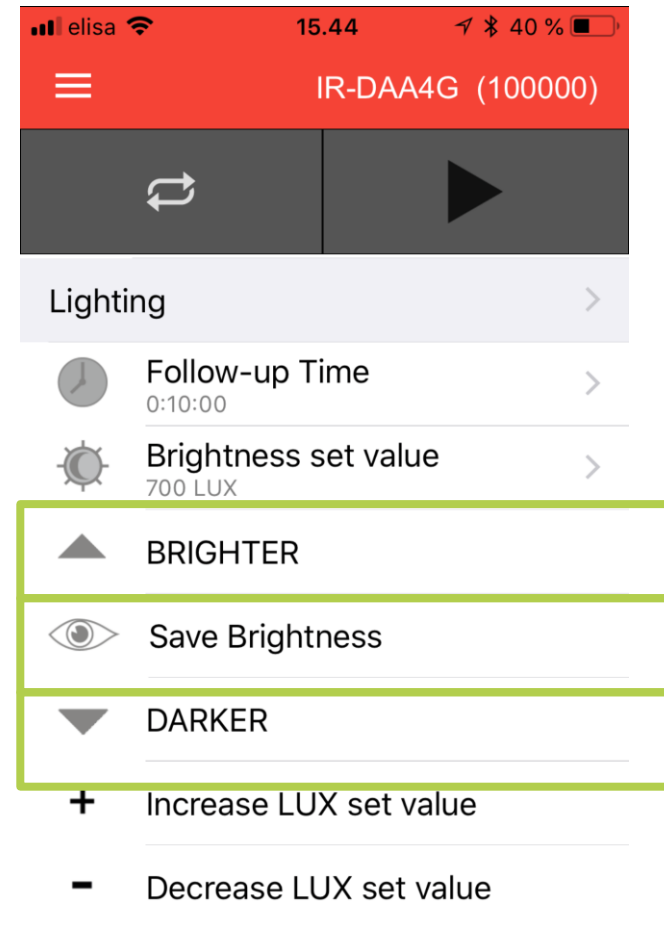 elisa 15.44 40 %
IR-DAA4G (100000)
Lighting
Follow-up Time
0:10:00
Brightness set value
700 LUX
BRIGHTER
Save Brightness
DARKER
+ Increase LUX set value
- Decrease LUX set value